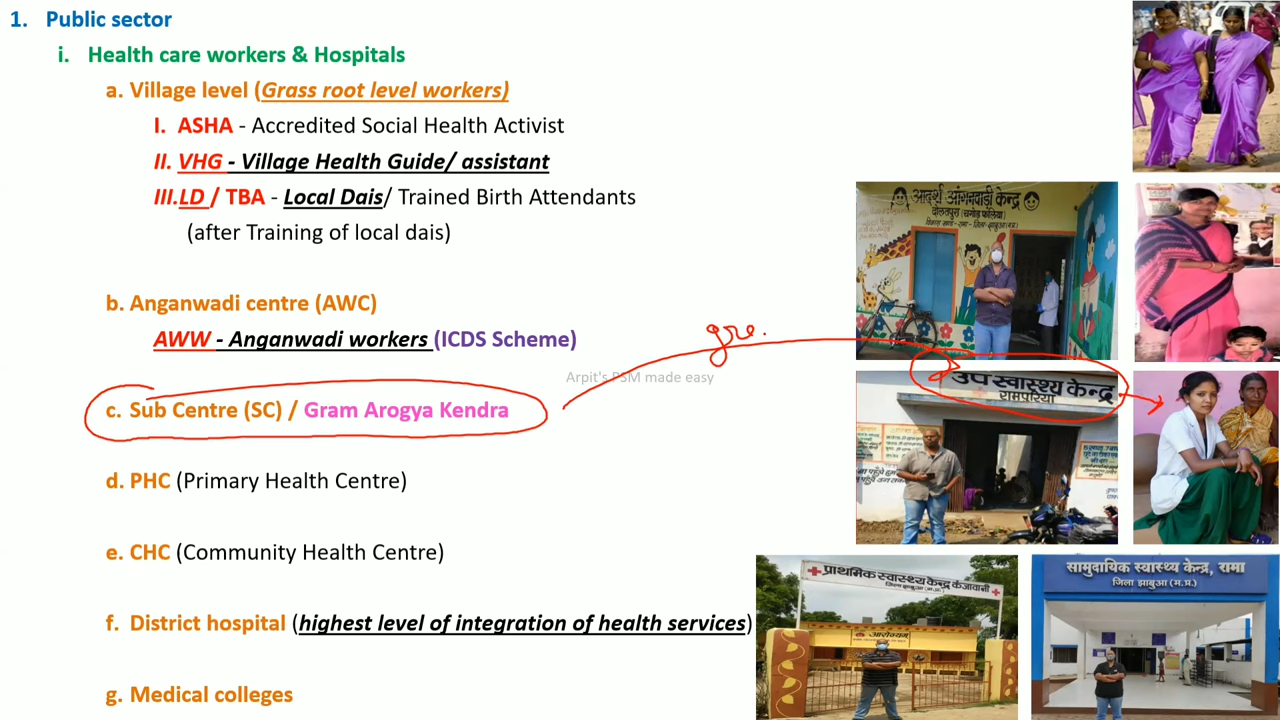 1. Public sector
i. Health care workers & Hospitals
a. Village level (Grass root level workers)
I. ASHA - Accredited Social Health Activist
II. VHG - Village Health Guide/ assistant
III.LD / TBA - Local Dais/ Trained Birth Attendants
(after Training of local dais)
b. Anganwadi centre (AWC)
AWW - Anganwadi workers (ICDS Scheme)
Arpit's PSM made easy
c. Sub Centre (SC) / Gram Arogya Kendra
d. PHC (Primary Health Centre)
e. CHC (Community Health Centre)
f. District hospital (highest level of integration of health services)
g. Medical colleges
आदर्श आंगनवाड़ी केन्द्र
उप स्वास्थ्य केन्द्र
प्राथमिक स्वास्थ्य केन्द्र कंजावानी
आरोग्यम्
सामुदायिक स्वास्थ्य केन्द्र, रामा
जिला झाबुआ (म.प्र.)